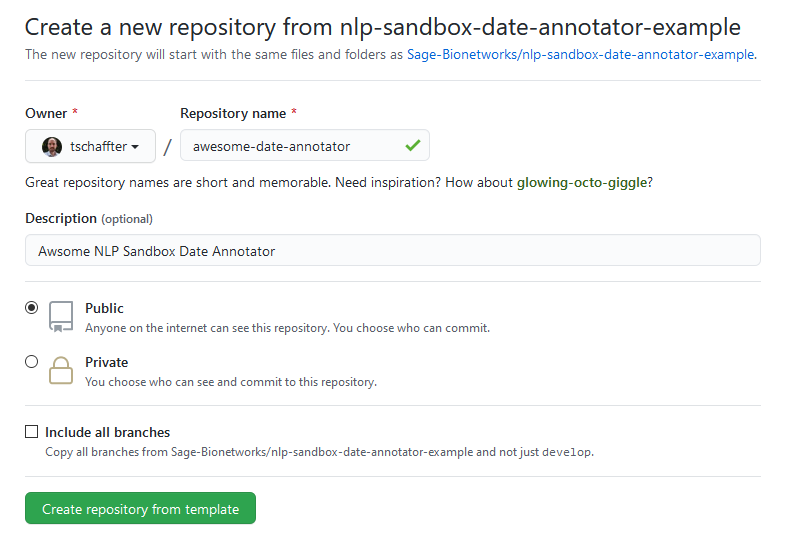 Create a new repository from nlp-sandbox-date-annotator-example
The new repository will start with the same files and folders as Sage-Bionetworks/nlp-sandbox-date-annotator-example.
Owner * Repository name *
tschaffter / awesome-date-annotator
Great repository names are short and memorable. Need inspiration? How about glowing-octo-giggle?
Description (optional)
Awsome NLP Sandbox Date Annotator
Public
Anyone on the internet can see this repository. You choose who can commit.
Private
You choose who can see and commit to this repository.
Include all branches
Copy all branches from Sage-Bionetworks/nlp-sandbox-date-annotator-example and not just develop.
Create repository from template